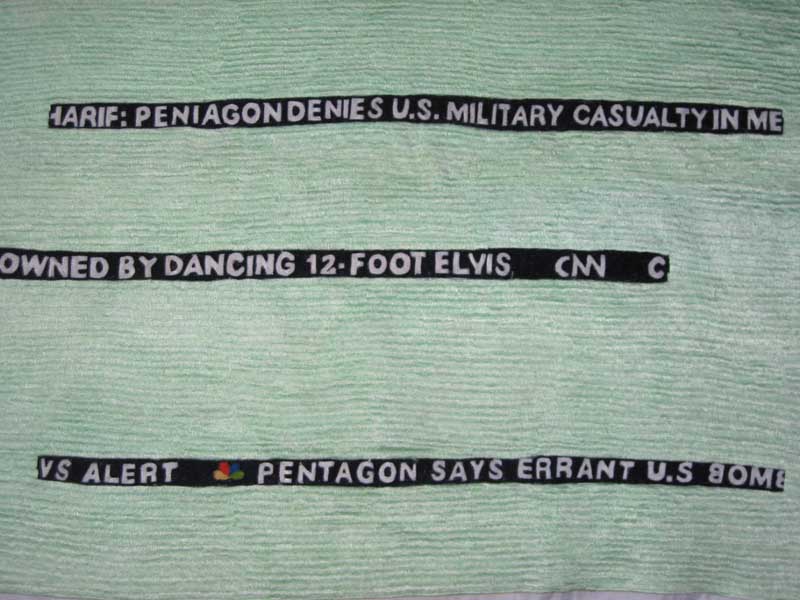 HARIF: PENIAGON DENIES U.S. MILITARY CASUALTY IN ME
OWNED BY DANCING 12-FOOT ELVIS CNN C
VS ALERT PENTAGON SAYS ERRANT U.S BOMB